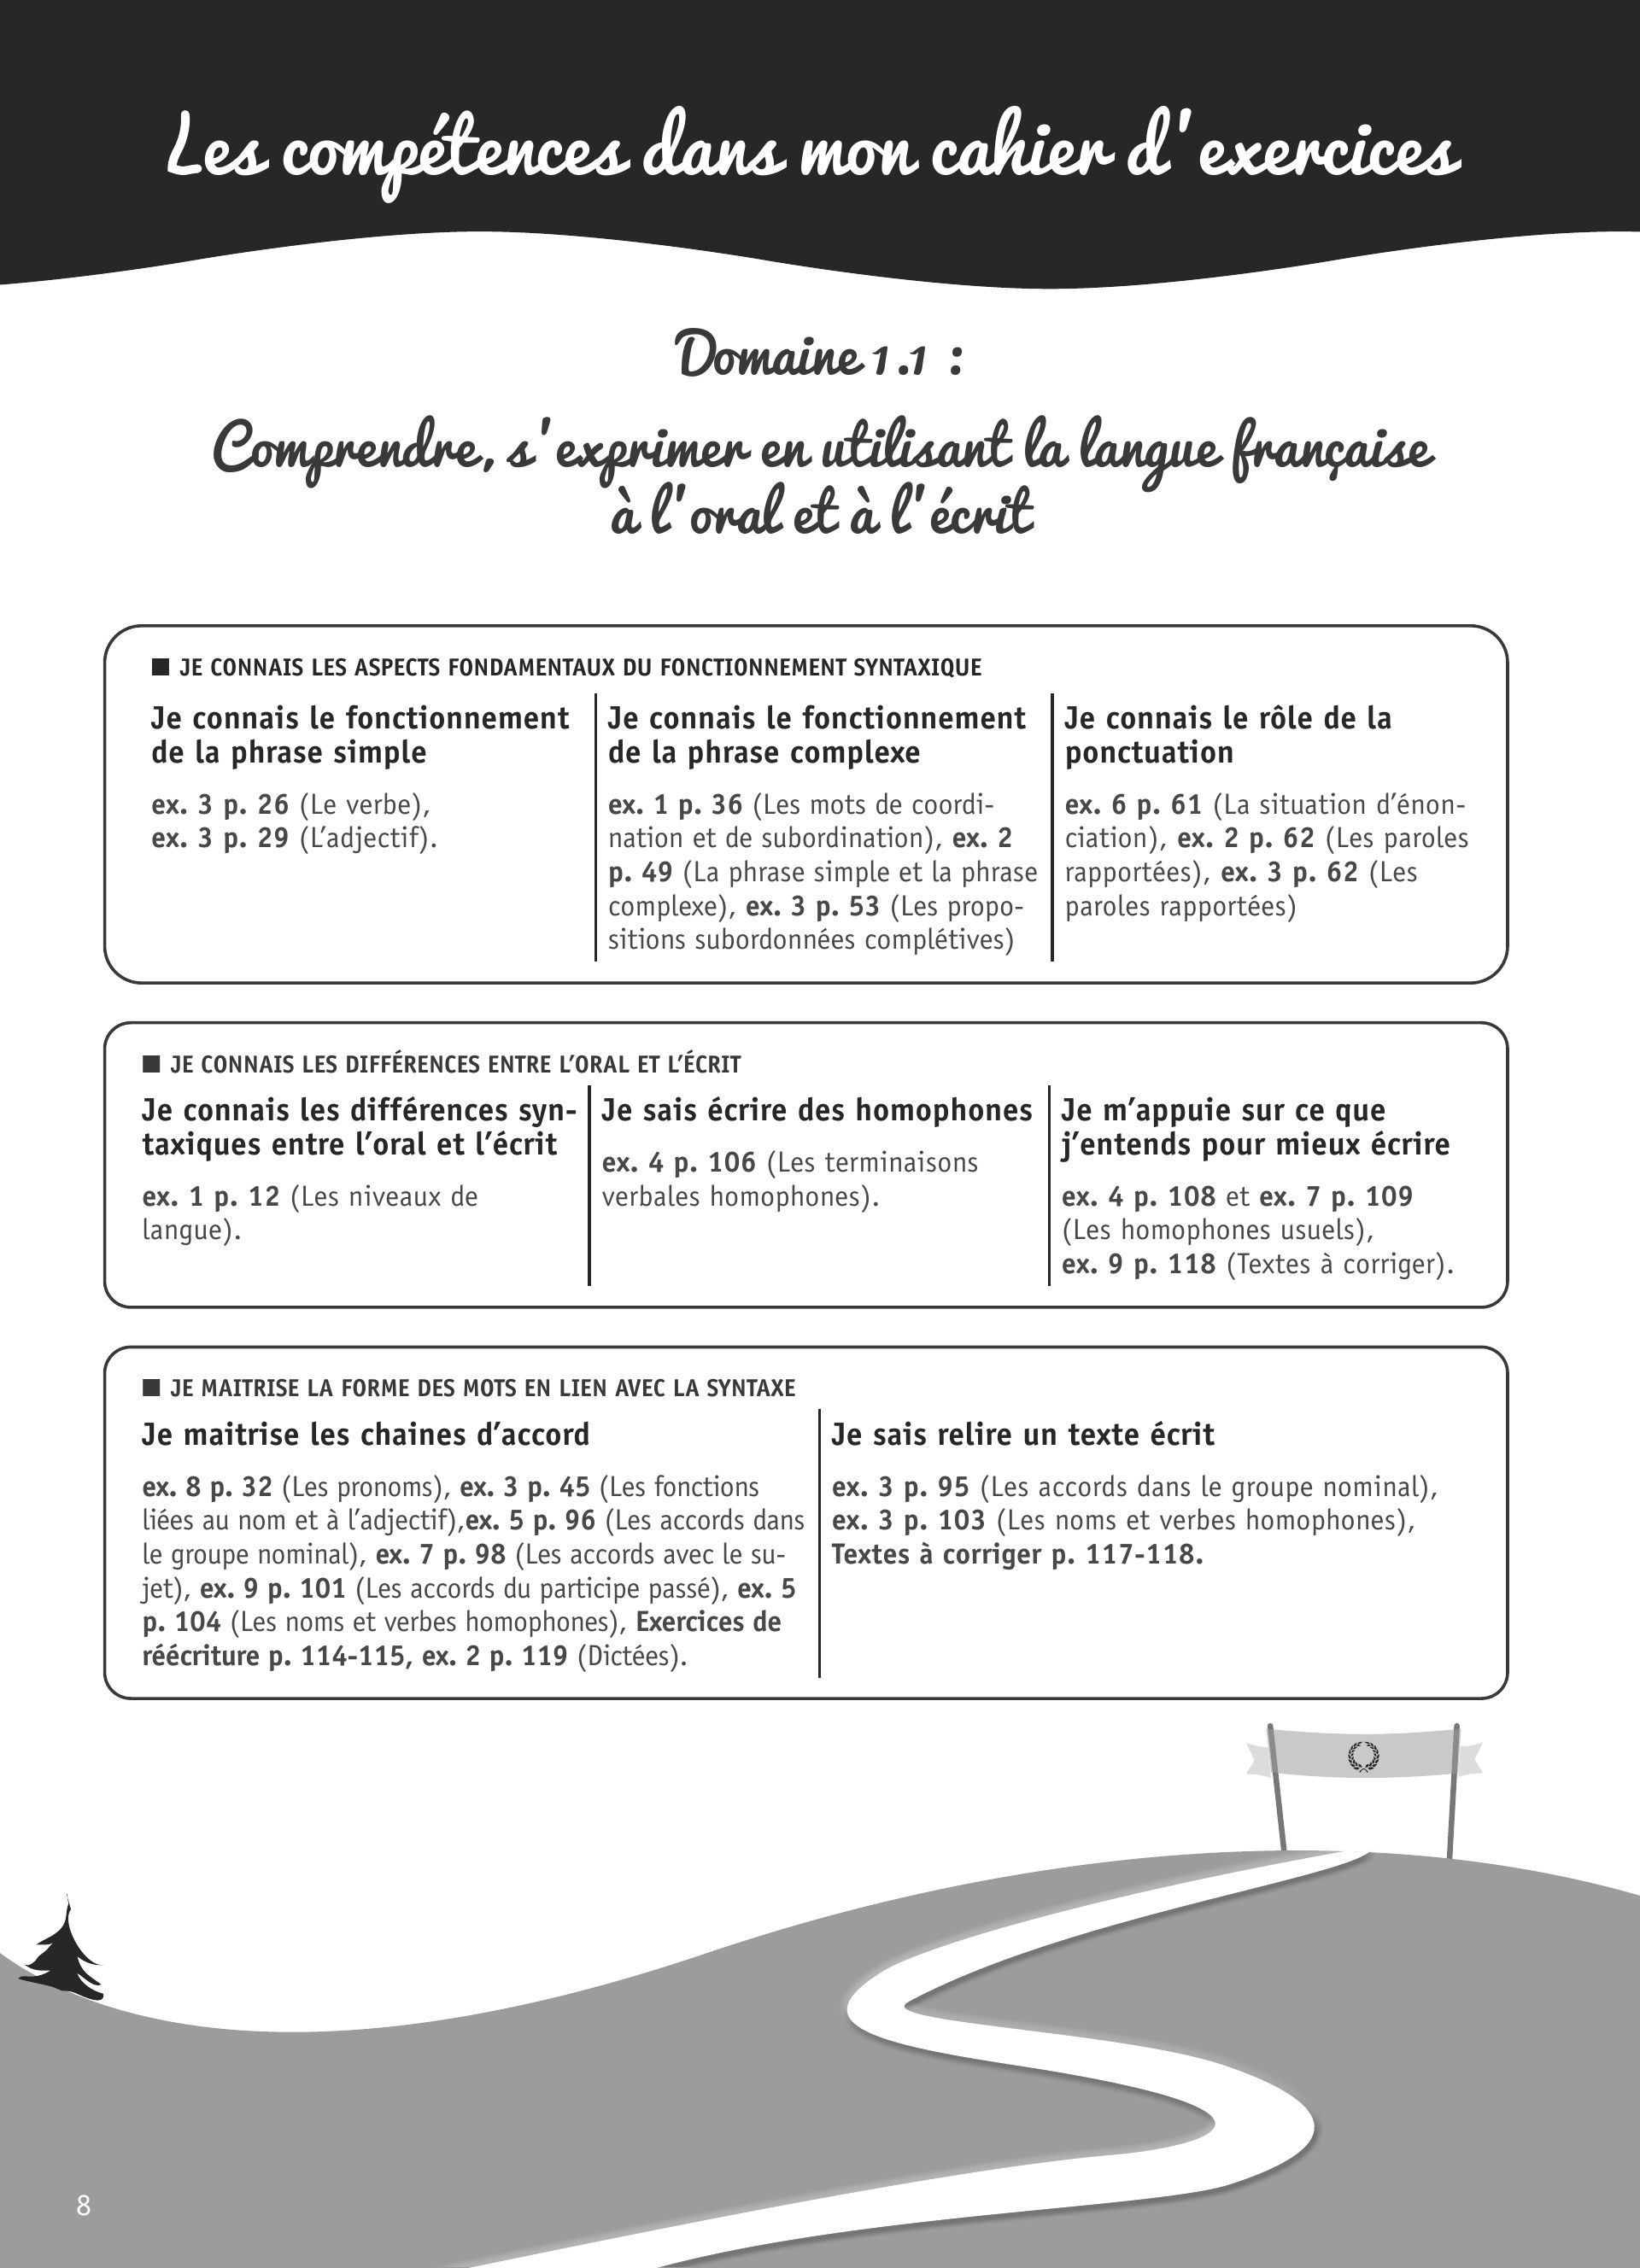 Les compétences dans mon cahier d'exercices
Domaine 1.1 :
Comprendre, s'exprimer en utilisant la langue française
à l'oral et à l'écrit
■ JE CONNAIS LES ASPECTS FONDAMENTAUX DU FONCTIONNEMENT SYNTAXIQUE
Je connais le fonctionnement
de la phrase simple
ex. 3 p. 26 (Le verbe),
ex. 3 p. 29 (L'adjectif).
Je connais le fonctionnement
de la phrase complexe
ex. 1 p. 36 (Les mots de coordi-
nation et de subordination), ex. 2
p. 49 (La phrase simple et la phrase
complexe), ex. 3 p. 53 (Les propo-
sitions subordonnées complétives)
Je connais le rôle de la
ponctuation
ex. 6 p. 61 (La situation d'énon-
ciation), ex. 2 p. 62 (Les paroles
rapportées), ex. 3 p. 62 (Les
paroles rapportées)
■ JE CONNAIS LES DIFFÉRENCES ENTRE L'ORAL ET L'ÉCRIT
Je connais les différences syn-
taxiques entre l'oral et l'écrit
ex. 1 p. 12 (Les niveaux de
langue).
Je sais écrire des homophones
ex. 4 p. 106 (Les terminaisons
verbales homophones).
Je m'appuie sur ce que
j'entends pour mieux écrire
ex. 4 p. 108 et ex. 7 p. 109
(Les homophones usuels),
ex. 9 p. 118 (Textes à corriger).
■ JE MAITRISE LA FORME DES MOTS EN LIEN AVEC LA SYNTAXE
Je maitrise les chaines d'accord
ex. 8 p. 32 (Les pronoms), ex. 3 p. 45 (Les fonctions
liées au nom et à l'adjectif),ex. 5 p. 96 (Les accords dans
le groupe nominal), ex. 7 p. 98 (Les accords avec le su-
jet), ex. 9 p. 101 (Les accords du participe passé), ex. 5
p. 104 (Les noms et verbes homophones), Exercices de
réécriture p. 114-115, ex. 2 p. 119 (Dictées).
Je sais relire un texte écrit
ex. 3 p. 95 (Les accords dans le groupe nominal),
ex. 3 p. 103 (Les noms et verbes homophones),
Textes à corriger p. 117-118.
8